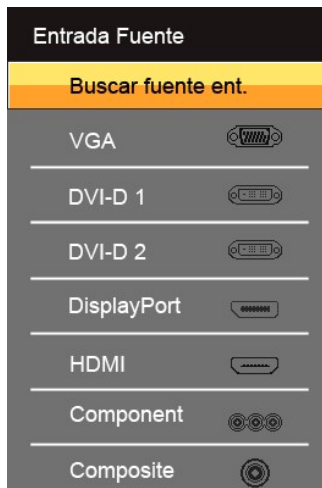 Entrada Fuente
Buscar fuente ent.
VGA
DVI-D 1
DVI-D 2
DisplayPort
HDMI
Component
Composite